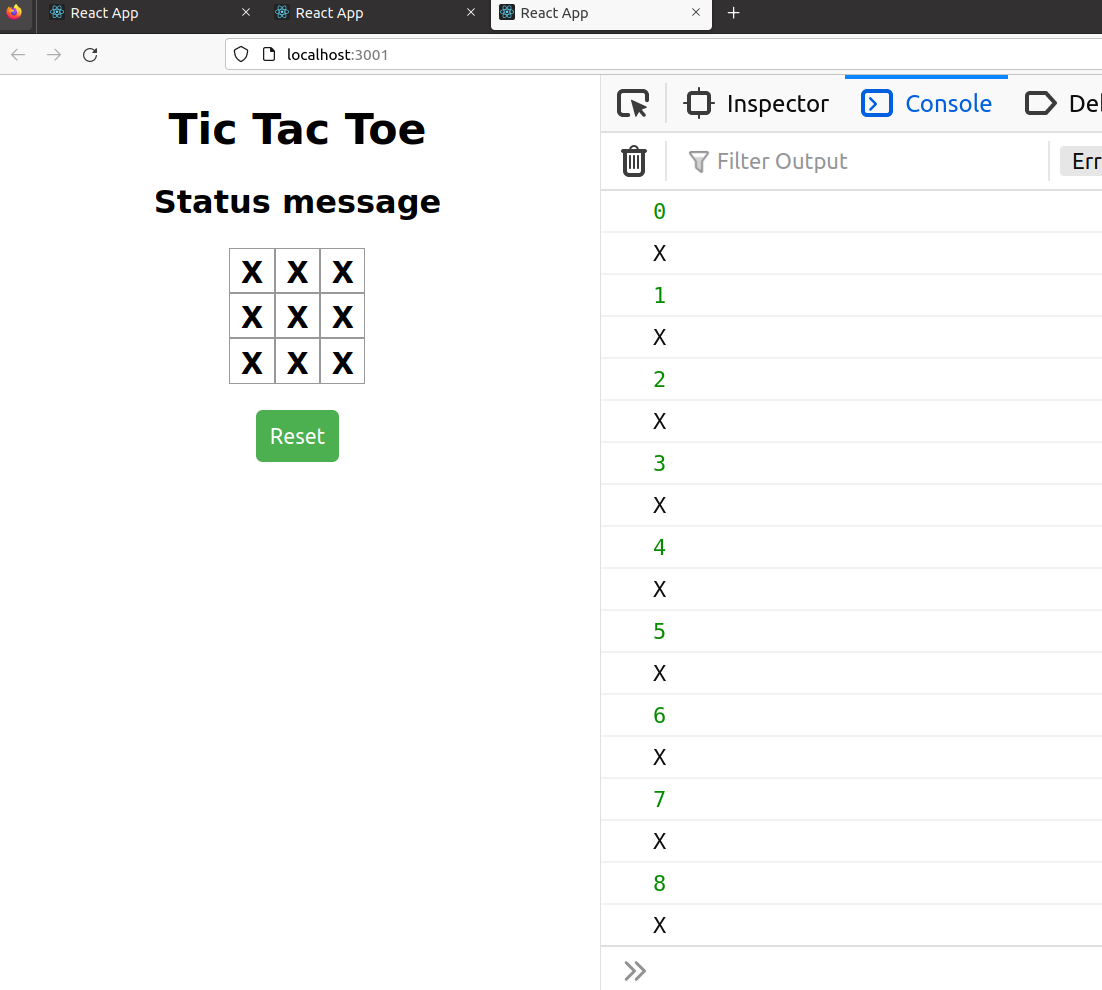 React App React App React App
localhost:3001
Inspector Console De
Filter Output Err
Tic Tac Toe
Status message
X X X
X X X
X X X
Reset
0
X
1
X
2
X
3
X
4
X
5
X
6
X
7
X
8
X